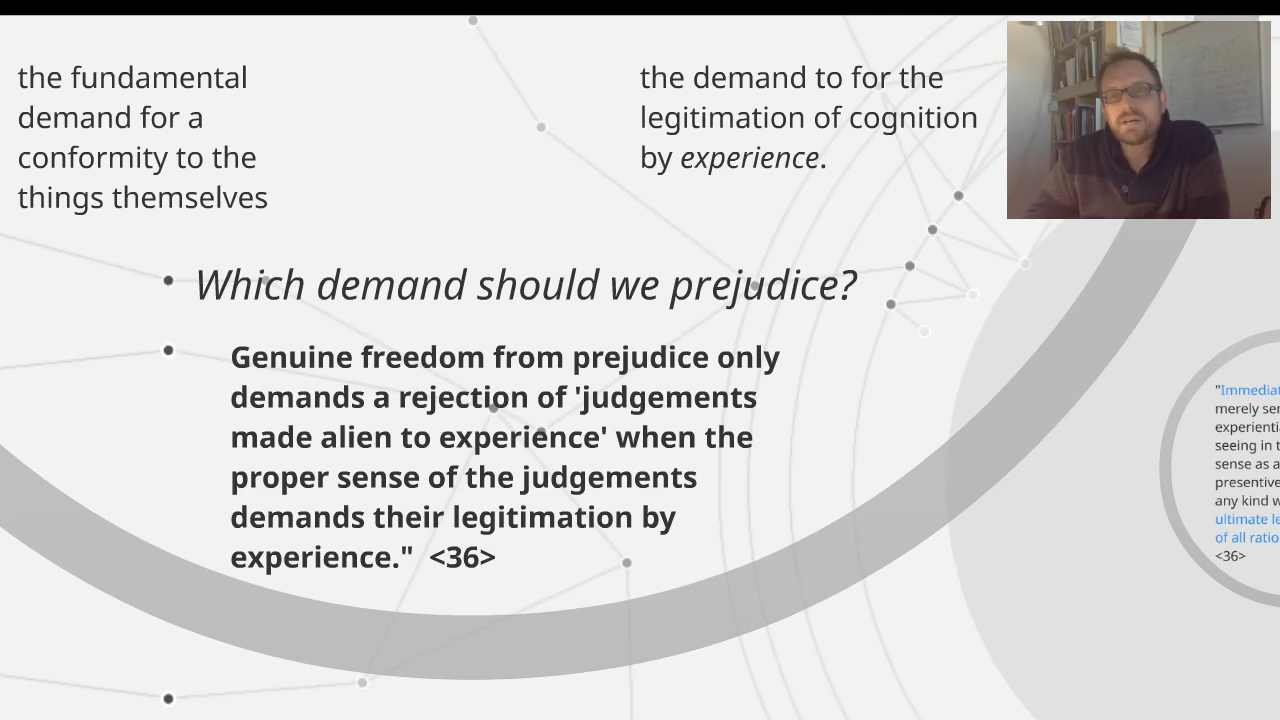 the fundamental
demand for a
conformity to the
things themselves
the demand to for the
legitimation of cognition
by experience.
Which demand should we prejudice?
Genuine freedom from prejudice only
demands a rejection of 'judgements
made alien to experience' when the
proper sense of the judgements
demands their legitimation by
experience." <36>
"Immediat
merely sen
experientia
seeing in t
sense as a
presentive
any kind w
ultimate le
of all ratio
<36>